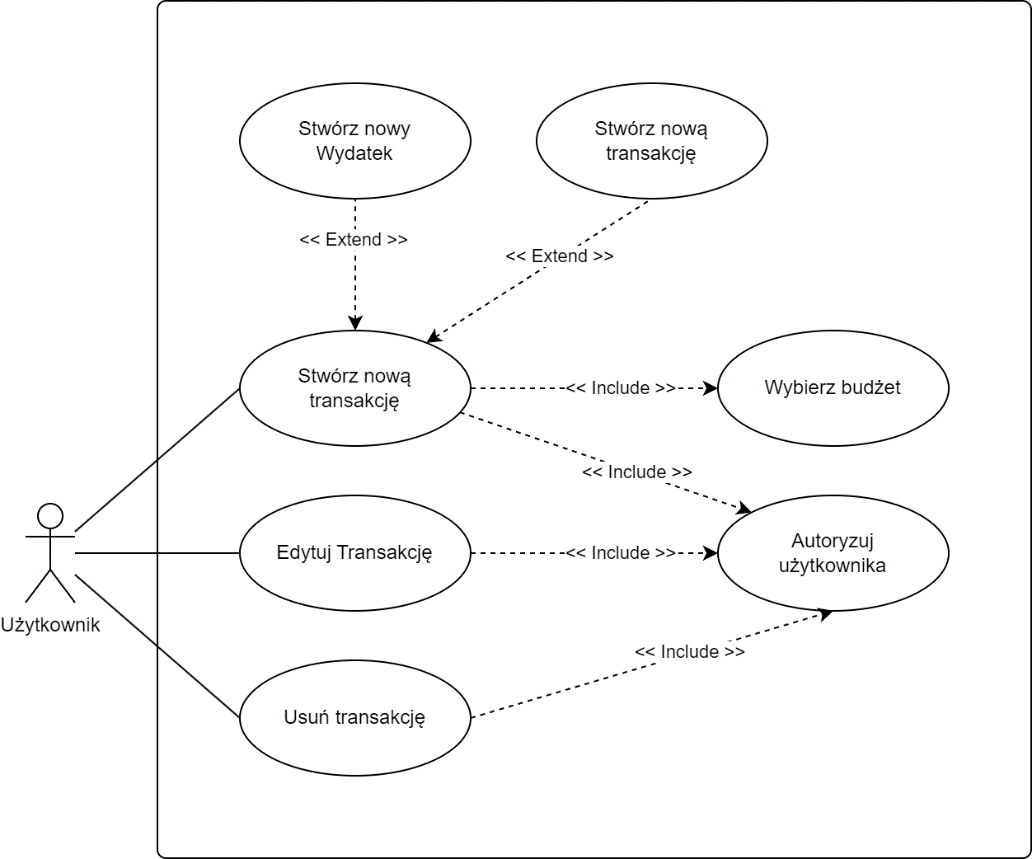 Stwórz nowy
Wydatek
Stwórz nową
transakcję
<< Extend >>
<< Extend >>
Stwórz nową
transakcję
<< Include >>
Wybierz budżet
<< Include >>
Edytuj Transakcję
<< Include >>
Autoryzuj
użytkownika
Użytkownik
<< Include >>
Usuń transakcję